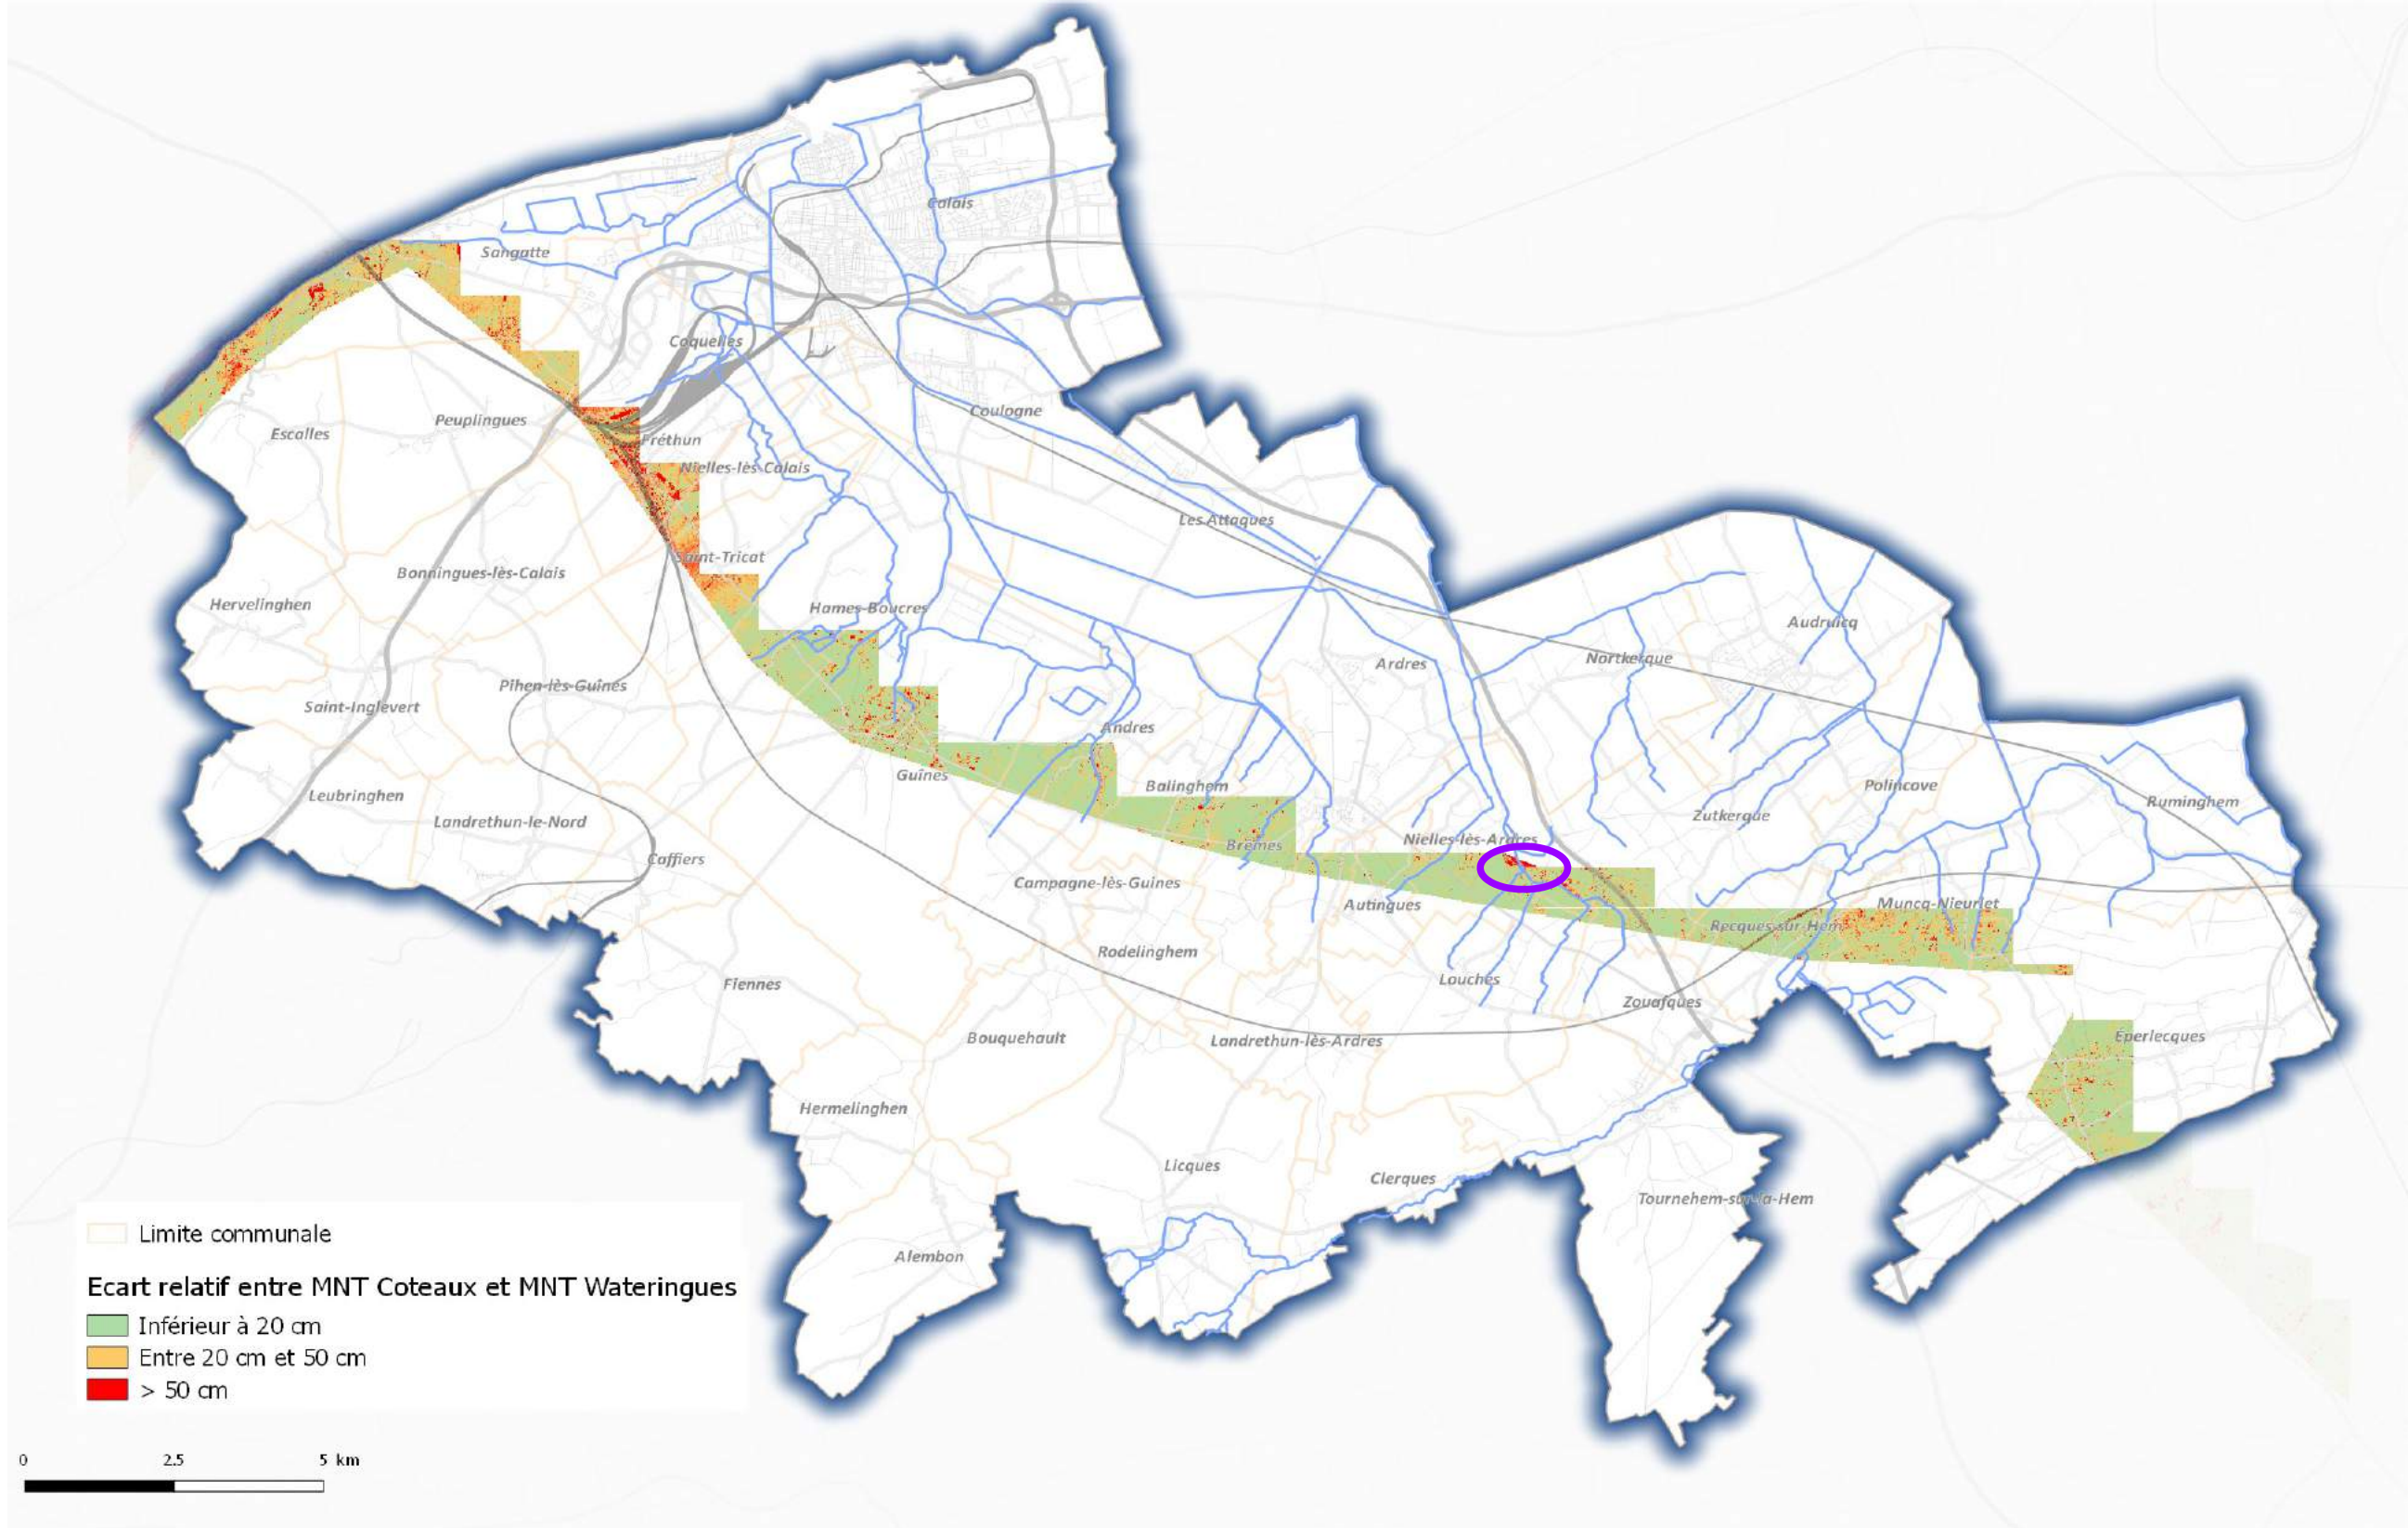 Calais
Sangatte
Coquelles
Coulogne
Peuplingues
Escalles
Fréthun
Nielles-lès-Calais
Les Attaques
Saint-Tricat
Bonningues-lès-Calais
Hervelinghen
Hames-Boucres
Audruicq
Nortkerque
Ardres
Pihen-lès-Guînes
Saint-Inglevert
Andres
Guînes
Balinghem
Polincove
Leubringhen
Ruminghem
Zutkerque
Landrethun-le-Nord
Nielles-lès-Ardres
Brêmes
Caffiers
Campagne-lès-Guines
Autingues
Muncq-Nieurlet
Recques-sur-Hem
Rodelinghem
Louches
Fiennes
Zouafques
Bouquehault
Landrethun-lès-Ardres
Éperlecques
Hermelinghen
Licques
Clerques
Tournehem-sur-la-Hem
Alembon
Limite communale
Ecart relatif entre MNT Coteaux et MNT Wateringues
Inférieur à 20 cm
Entre 20 cm et 50 cm
> 50 cm
0 2.5 5 km